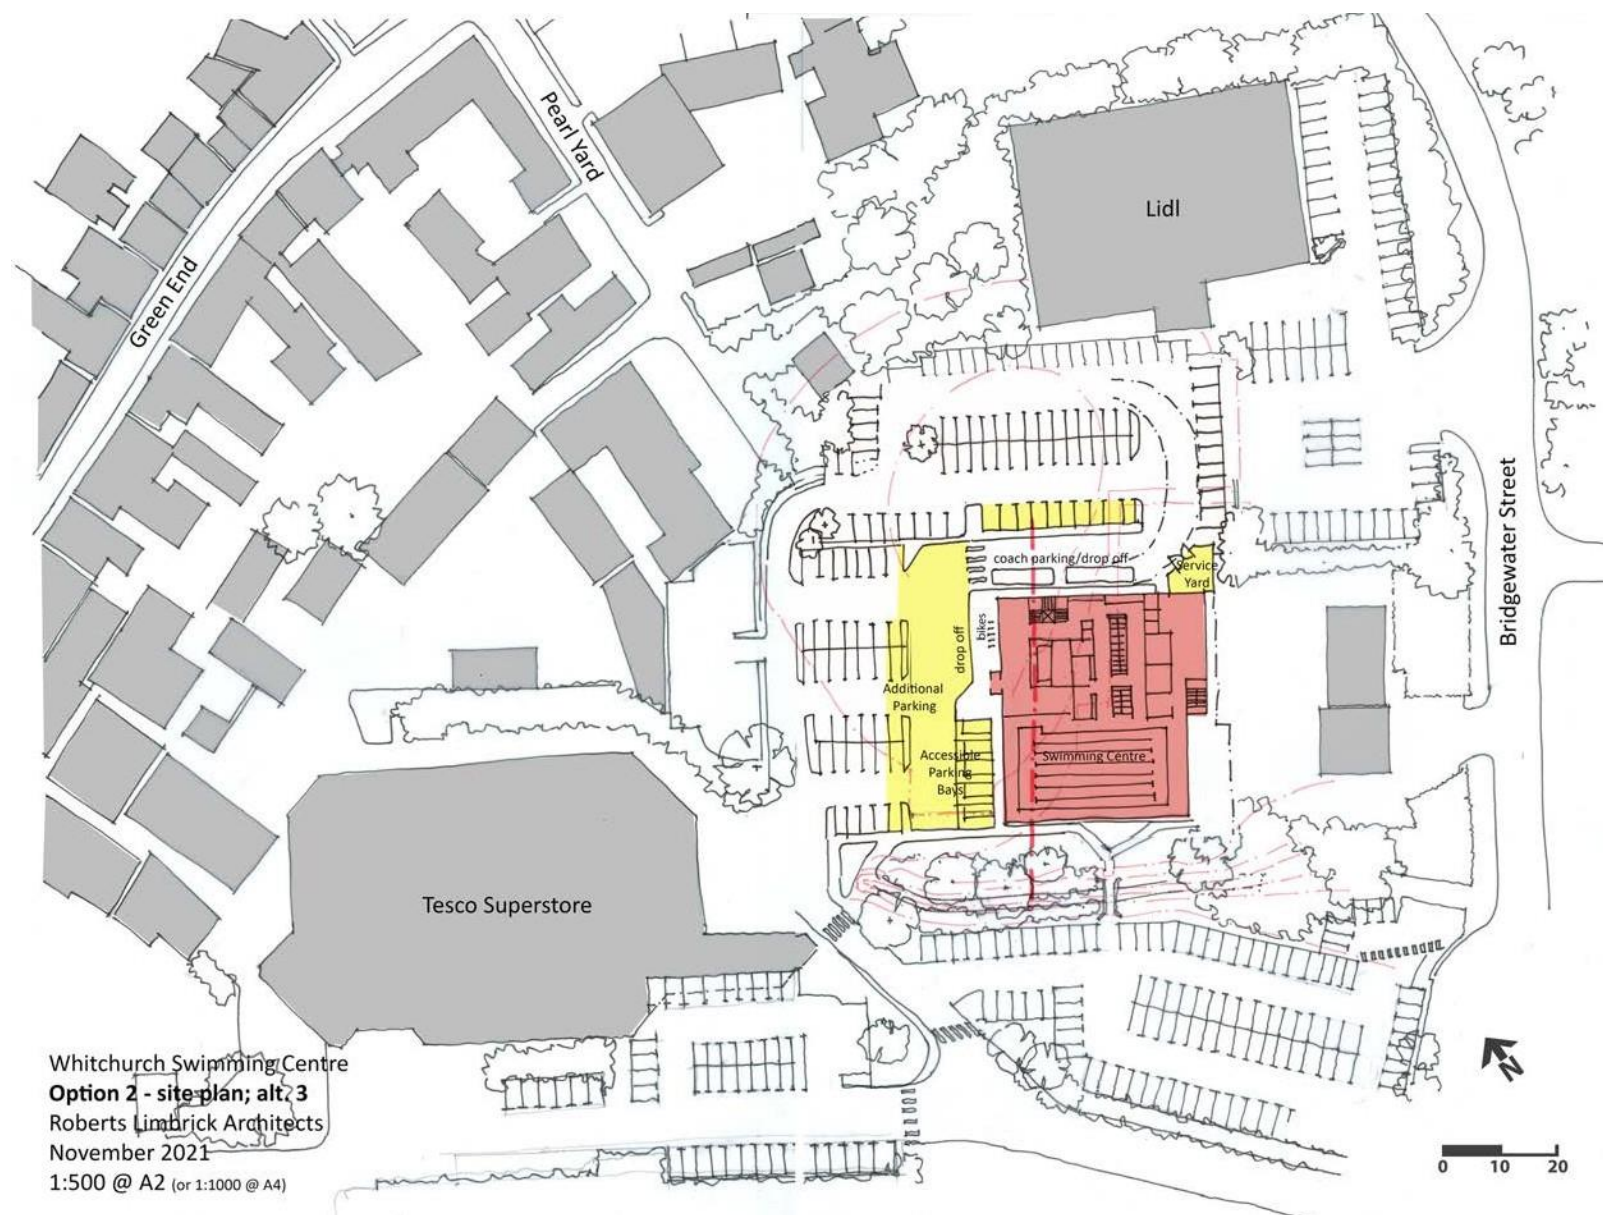 Pearl Yard
Green End
Lidl
Bridgewater Street
coach parking/drop off
Service
Yard
bikes
drop off
Additional
Parking
Accessible
Parking
Bays
Swimming Centre
Tesco Superstore
Whitchurch Swimming Centre
Option 2 - site plan; alt. 3
Roberts Limbrick Architects
November 2021
1:500 @ A2 (or 1:1000 @ A4)
N
0 10 20